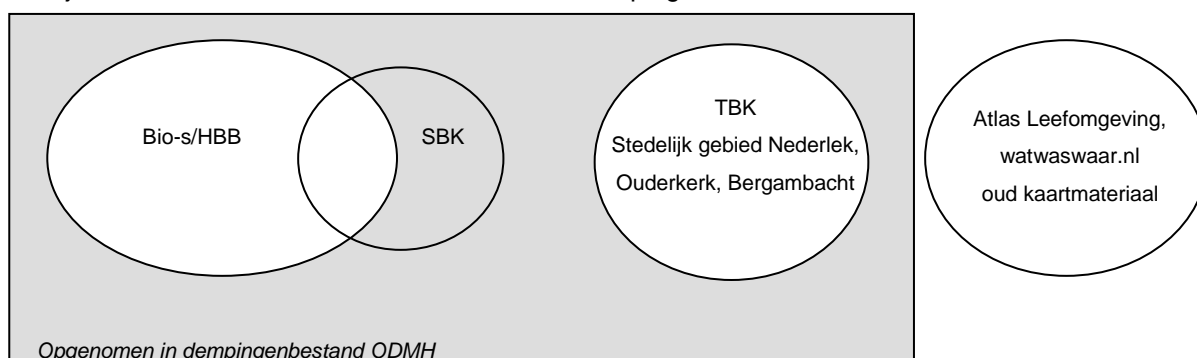 Bio-s/HBB
SBK
TBK
Stedelijk gebied Nederlek,
Ouderkerk, Bergambacht
Atlas Leefomgeving,
watwaswaar.nl
oud kaartmateriaal
Opgenomen in dempingenbestand ODMH